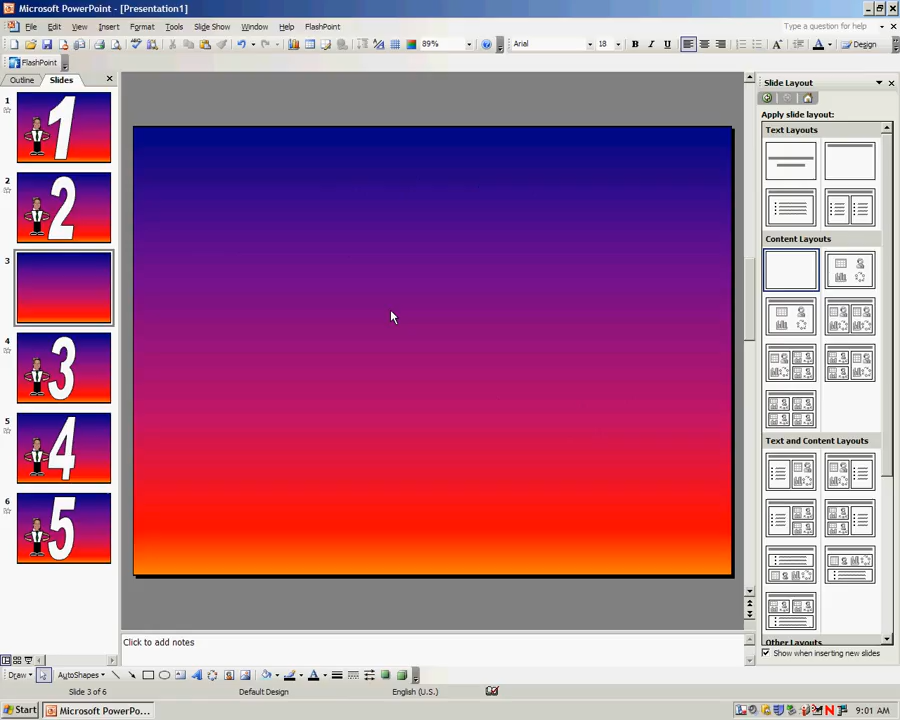 Microsoft PowerPoint - [Presentation1]
File Edit View Insert Format Tools Slide Show Window Help FlashPoint
Type a question for help
89%
Arial
18
B I U
A
A
Design
FlashPoint
Outline Slides
1
1
2
2
3
4
3
5
4
6
5
Slide Layout
Apply slide layout:
Text Layouts
Content Layouts
Text and Content Layouts
Other Layouts
Show when inserting new slides
Click to add notes
Draw AutoShapes
A
Slide 3 of 6
Default Design
English (U.S.)
Start
Microsoft PowerPo...
9:01 AM